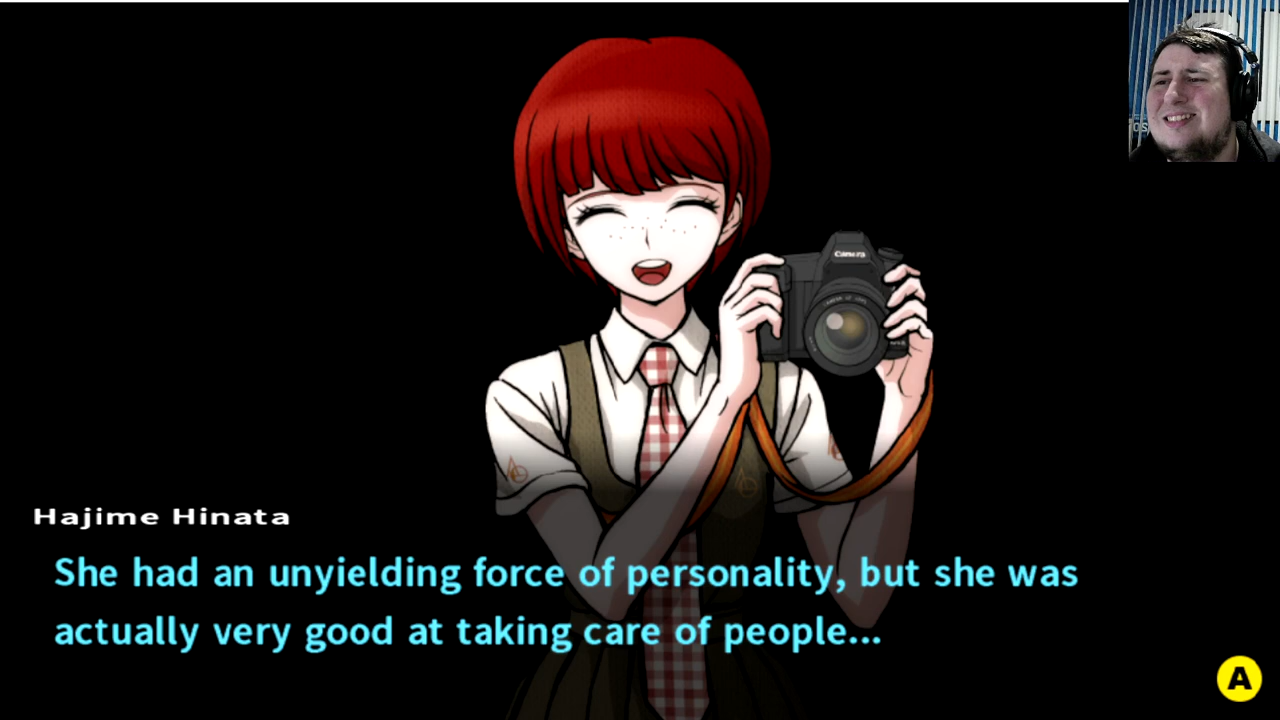 Camera
Hajime Hinata
She had an unyielding force of personality, but she was
actually very good at taking care of people...
A